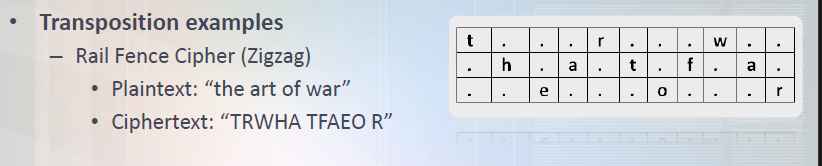 • Transposition examples
– Rail Fence Cipher (Zigzag)
• Plaintext: “the art of war”
• Ciphertext: “TRWHA TFAEO R”
t . . . r . . . w . .
. h . a . t . f . a .
. . e . . . o . . . r